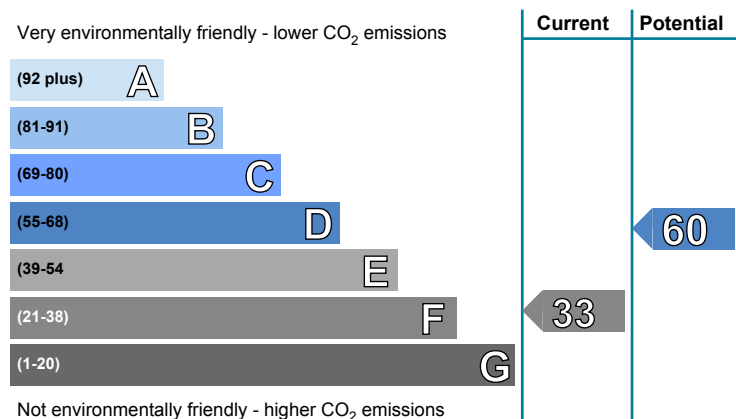 Current Potential
Very environmentally friendly - lower CO₂ emissions
(92 plus) A
(81-91) B
(69-80) C
(55-68) D
60
(39-54 E
(21-38) F
33
(1-20) G
Not environmentally friendly - higher CO₂ emissions